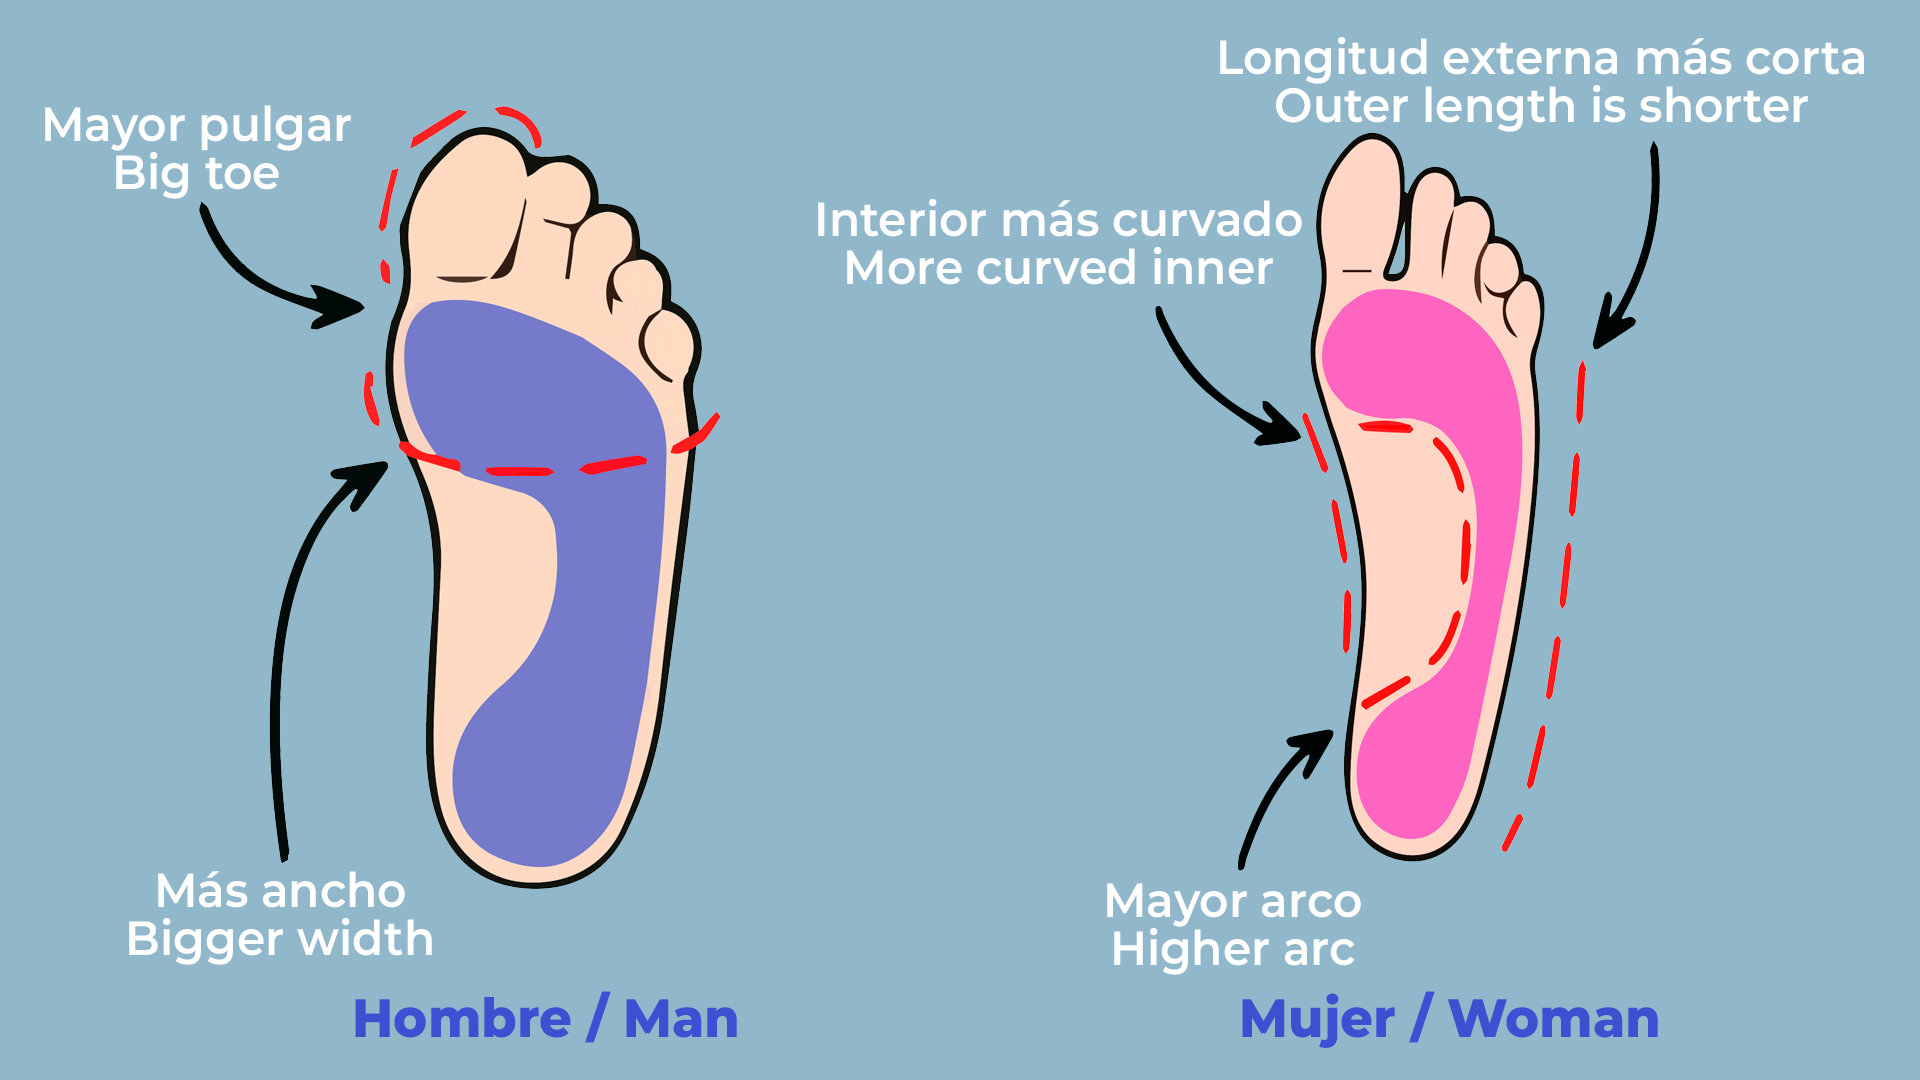 Mayor pulgar
Big toe
Más ancho
Bigger width
Hombre / Man
Longitud externa más corta
Outer length is shorter
Interior más curvado
More curved inner
Mayor arco
Higher arc
Mujer / Woman